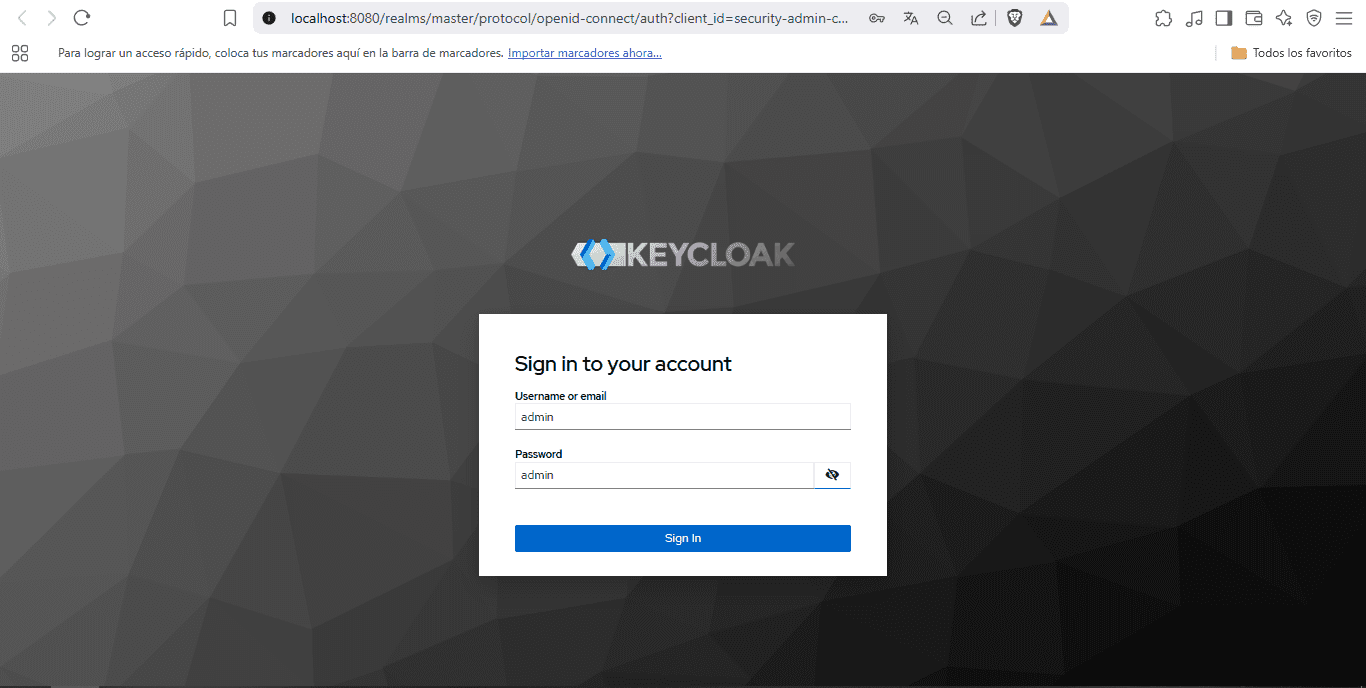 localhost:8080/realms/master/protocol/openid-connect/auth?client_id=security-admin-c...
Para lograr un acceso rápido, coloca tus marcadores aquí en la barra de marcadores. Importar marcadores ahora...
Todos los favoritos
KEYCLOAK
Sign in to your account
Username or email
admin
Password
admin
Sign In